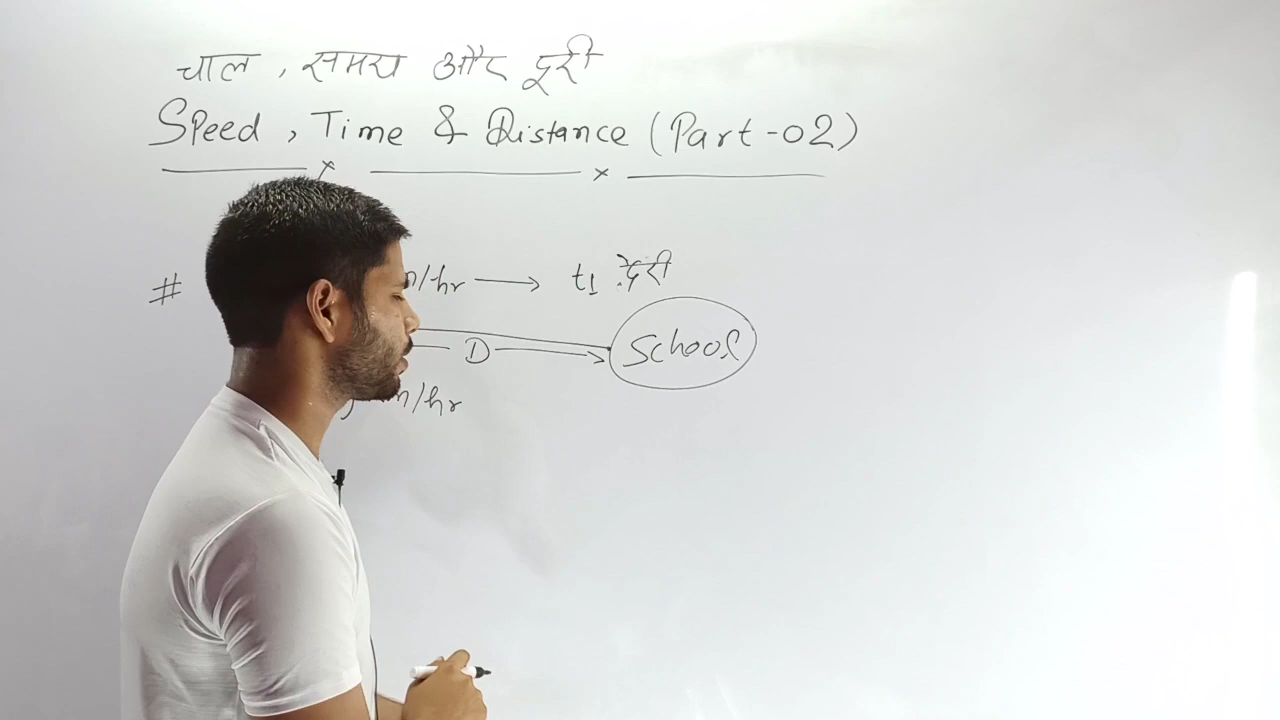 चाल, समय और दूरी
Speed, Time & Distance (Part-02)
# m/hr → t1 देरी
D → School
m/hr